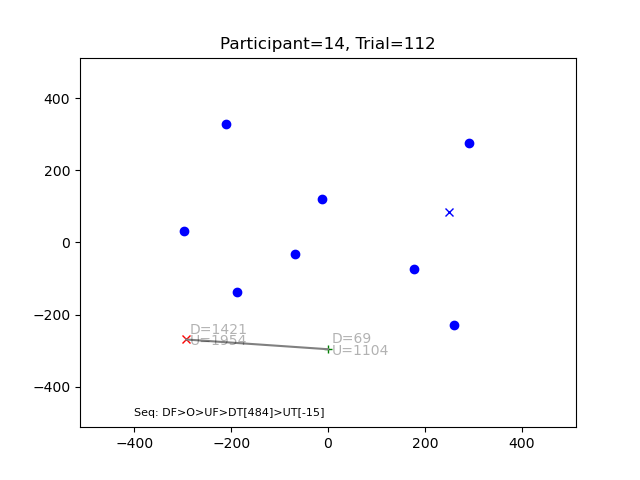 Participant=14, Trial=112
400
200
0
−200
−400
D=1421
U=1954
D=69
U=1104
Seq: DF>O>UF>DT[484]>UT[-15]
−400
−200
0
200
400